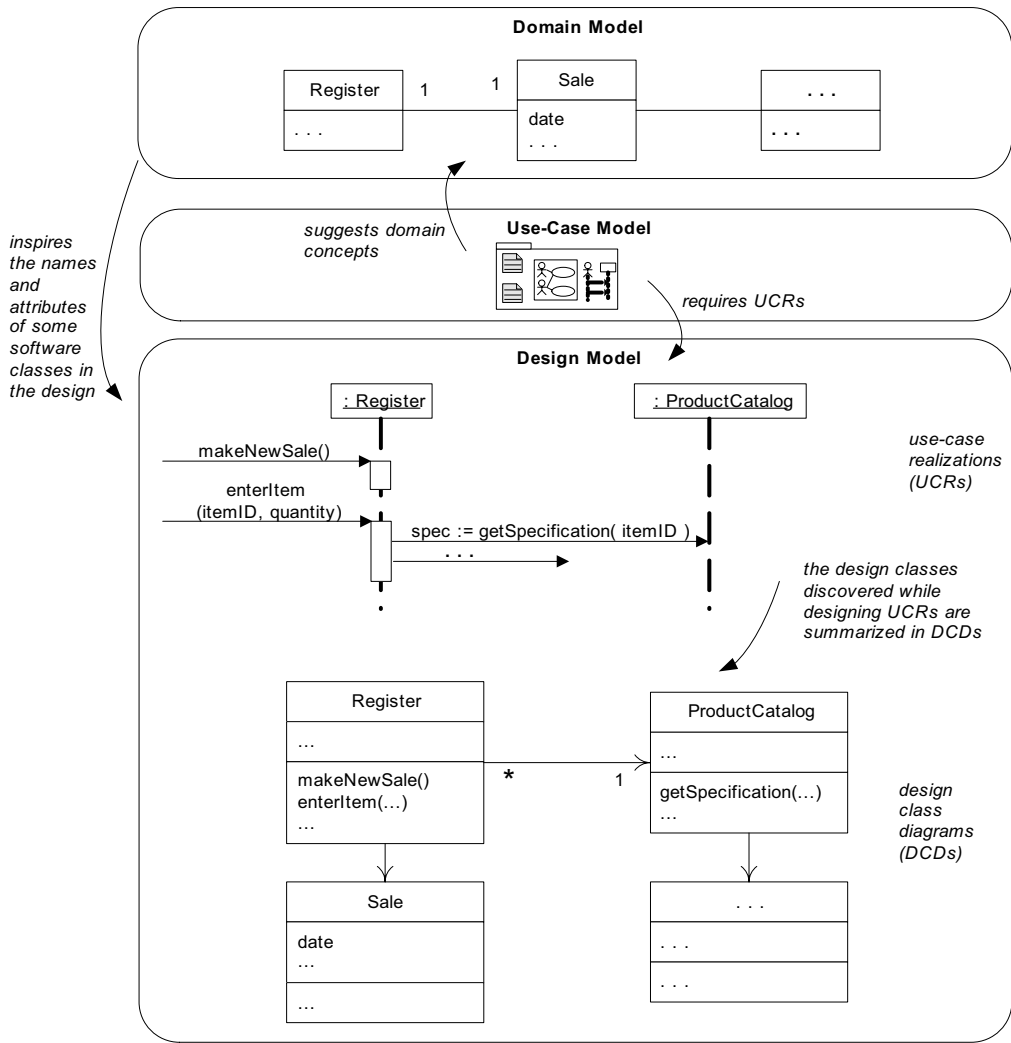 Domain Model
Register
1
1
Sale
. . .
. . .
date
. . .
. . .
inspires
the names
and
attributes
of some
software
classes in
the design
suggests domain
concepts
Use-Case Model
requires UCRs
Design Model
: Register
: ProductCatalog
makeNewSale()
enterItem
(itemID, quantity)
spec := getSpecification( itemID )
. . .
use-case
realizations
(UCRs)
the design classes
discovered while
designing UCRs are
summarized in DCDs
Register
...
makeNewSale()
enterItem(...)
...
*
1
ProductCatalog
...
getSpecification(...)
...
design
class
diagrams
(DCDs)
Sale
date
...
...
. . .
. . .
. . .